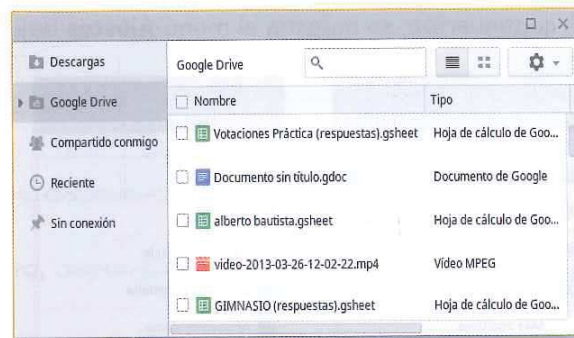 Descargas
Google Drive
Compartido conmigo
Reciente
Sin conexión
Google Drive
Nombre Tipo
Votaciones Práctica (respuestas).gsheet Hoja de cálculo de Goo...
Documento sin título.gdoc Documento de Google
alberto bautista.gsheet Hoja de cálculo de Goo...
video-2013-03-26-12-02-22.mp4 Vídeo MPEG
GIMNASIO (respuestas).gsheet Hoja de cálculo de Goo...